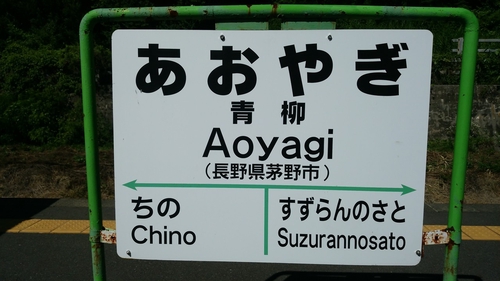 あおやぎ
青柳
Aoyagi
（長野県茅野市）
ちの すずらんのさと
Chino Suzurannosato